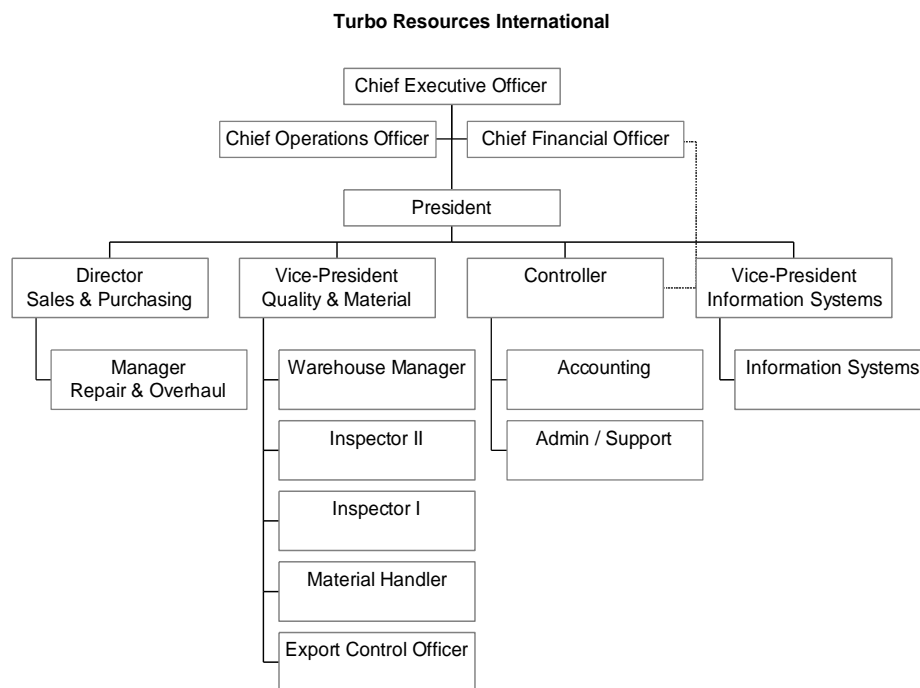 Turbo Resources International
Chief Executive Officer
Chief Operations Officer
Chief Financial Officer
President
Director
Sales & Purchasing
Vice-President
Quality & Material
Controller
Vice-President
Information Systems
Manager
Repair & Overhaul
Warehouse Manager
Accounting
Information Systems
Inspector II
Admin / Support
Inspector I
Material Handler
Export Control Officer